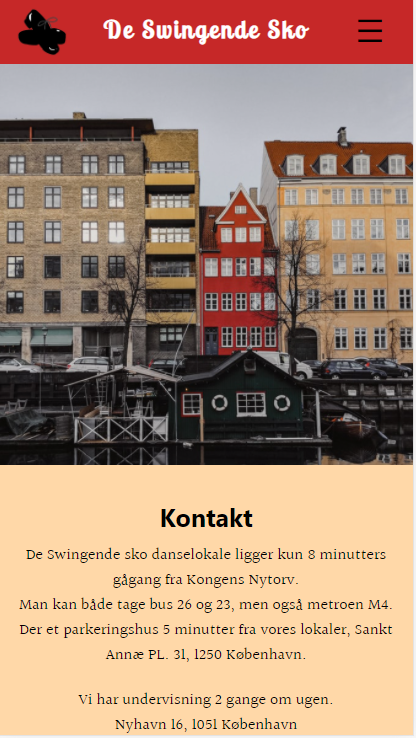 De Swingende Sko
Kontakt
De Swingende sko danselokale ligger kun 8 minutters
gågang fra Kongens Nytorv.
Man kan både tage bus 26 og 23, men også metroen M4.
Der et parkeringshus 5 minutter fra vores lokaler, Sankt
Annæ PL. 31, 1250 København.
Vi har undervisning 2 gange om ugen.
Nyhavn 16, 1051 København